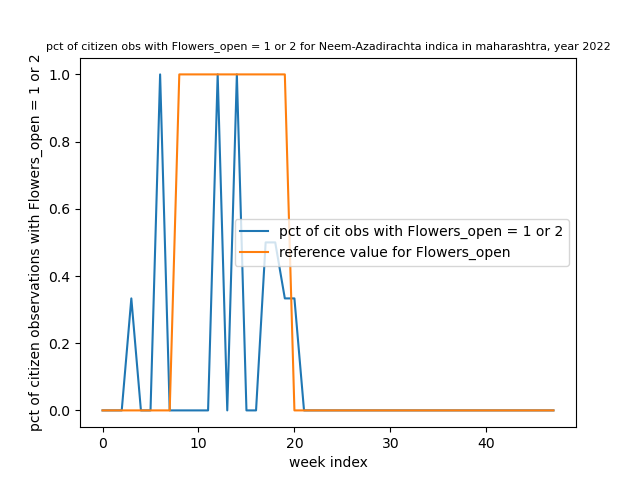 pct of citizen obs with Flowers_open = 1 or 2 for Neem-Azadirachta indica in maharashtra, year 2022
pct of citizen observations with Flowers_open = 1 or 2
1.0
0.8
0.6
0.4
0.2
0.0
pct of cit obs with Flowers_open = 1 or 2
reference value for Flowers_open
0 10 20 30 40
week index